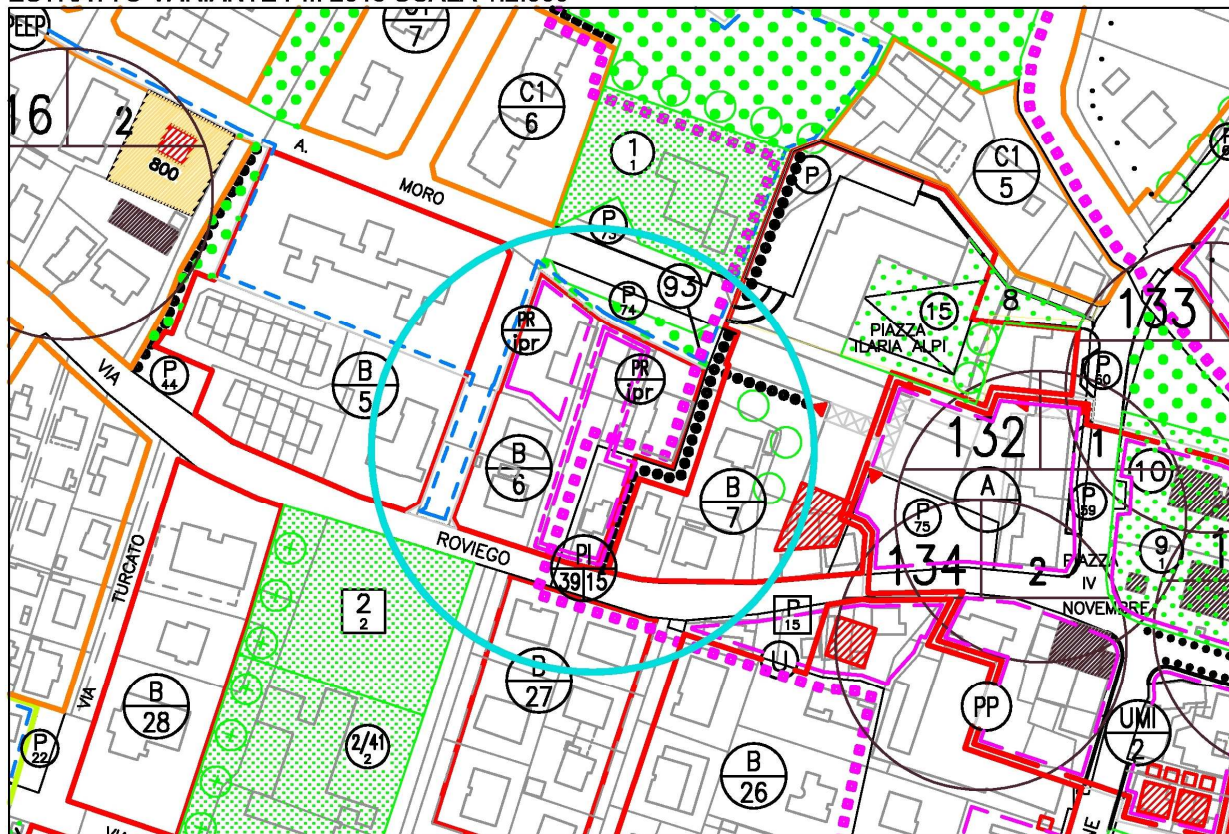 PEEP
C1
7
C1
6
16
2
800
A.
MORO
1
1
P
73
P
C1
5
93
P
74
PR
ipr
PR
ipr
15
PIAZZA
ILARIA ALPI
8
133
P
60
VIA
P
44
B
5
B
6
B
7
132
A
P
75
134
2
1
P
59
10
9
1
1
PIAZZA
IV
NOVEMBRE
ROVIEGO
PI
39 15
TURCATO
VIA
2
2
P
15
U
B
28
2/41
2
B
27
B
26
PP
UMI
2
P
22